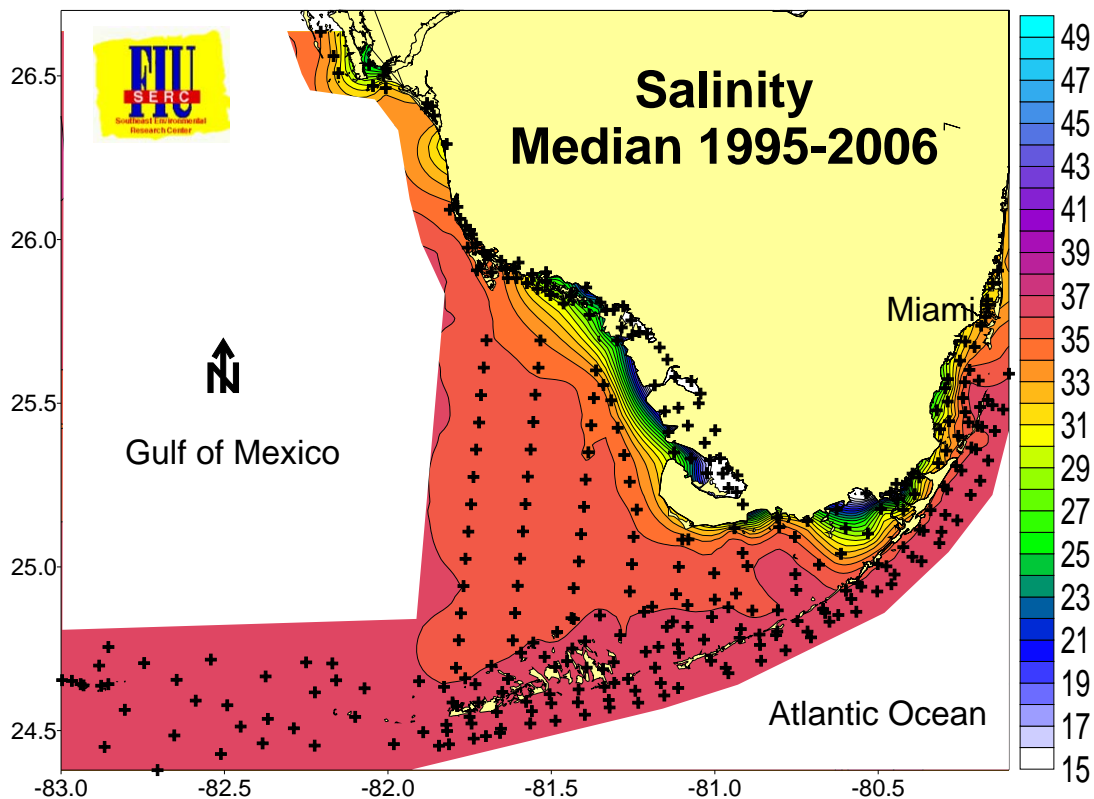 FIU
SERC
Southeast Environmental
Research Center
Salinity
Median 1995-2006
Miami
N
Gulf of Mexico
Atlantic Ocean
26.5
26.0
25.5
25.0
24.5
-83.0
-82.5
-82.0
-81.5
-81.0
-80.5
49
47
45
43
41
39
37
35
33
31
29
27
25
23
21
19
17
15